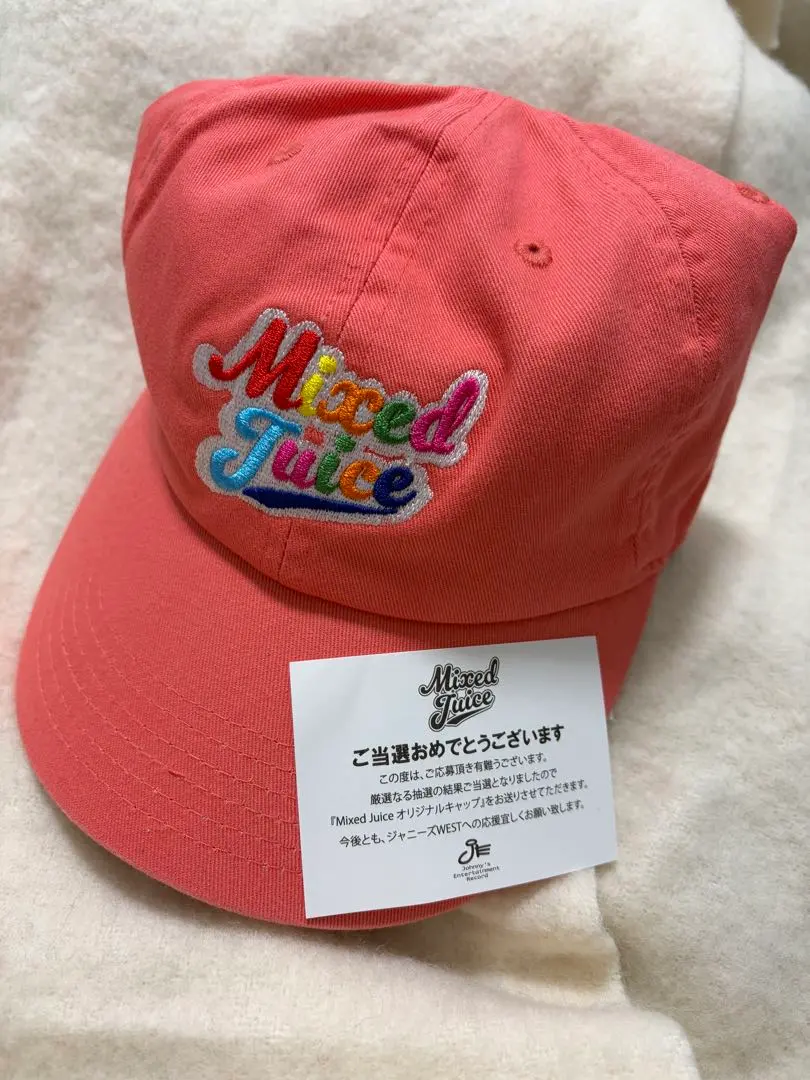 Mixed
Juice
Mixed
Juice
ご当選おめでとうございます
この度は、ご応募頂き有難うございます。
厳選なる抽選の結果ご当選となりましたので
『Mixed Juice オリジナルキャップ』をお送りさせてただきます。
今後とも、ジャニーズWESTへの応援宜しくお願い致します。
Johnny's
Entertainment
Record